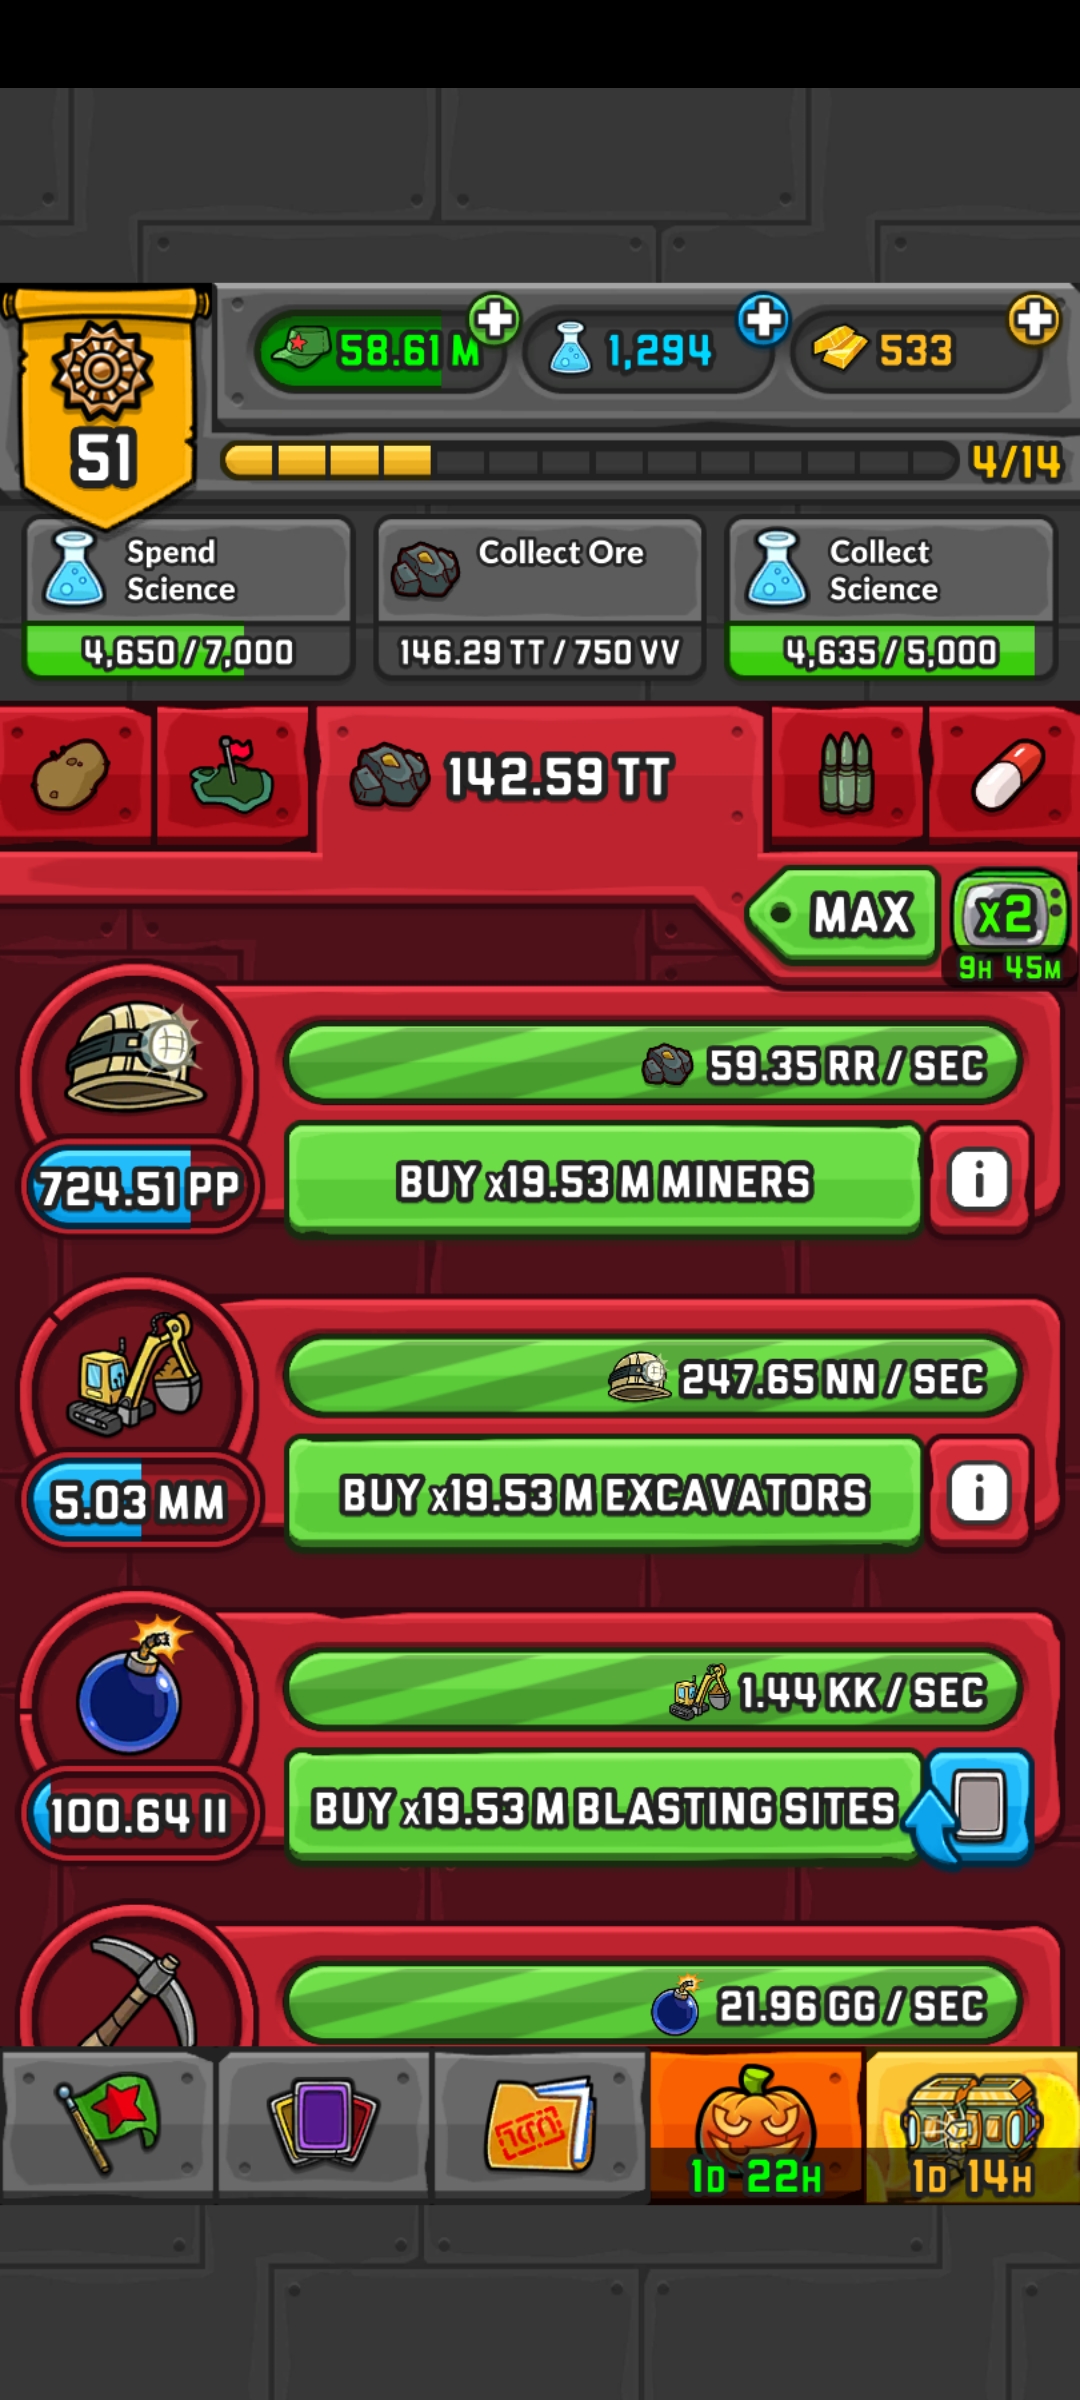 58.61 M
1,294
533
51
4/14
Spend
Science
4,650/7,000
Collect Ore
146.29 TT / 750 VV
Collect
Science
4,635/5,000
142.59 TT
MAX
x2
9H 45M
59.35 RR / SEC
724.51 PP
BUY x19.53 M MINERS
i
247.65 NN / SEC
5.03 MM
BUY x19.53 M EXCAVATORS
i
1.44 KK / SEC
100.64 II
BUY x19.53 M BLASTING SITES
21.96 GG / SEC
1D 22H
1D 14H